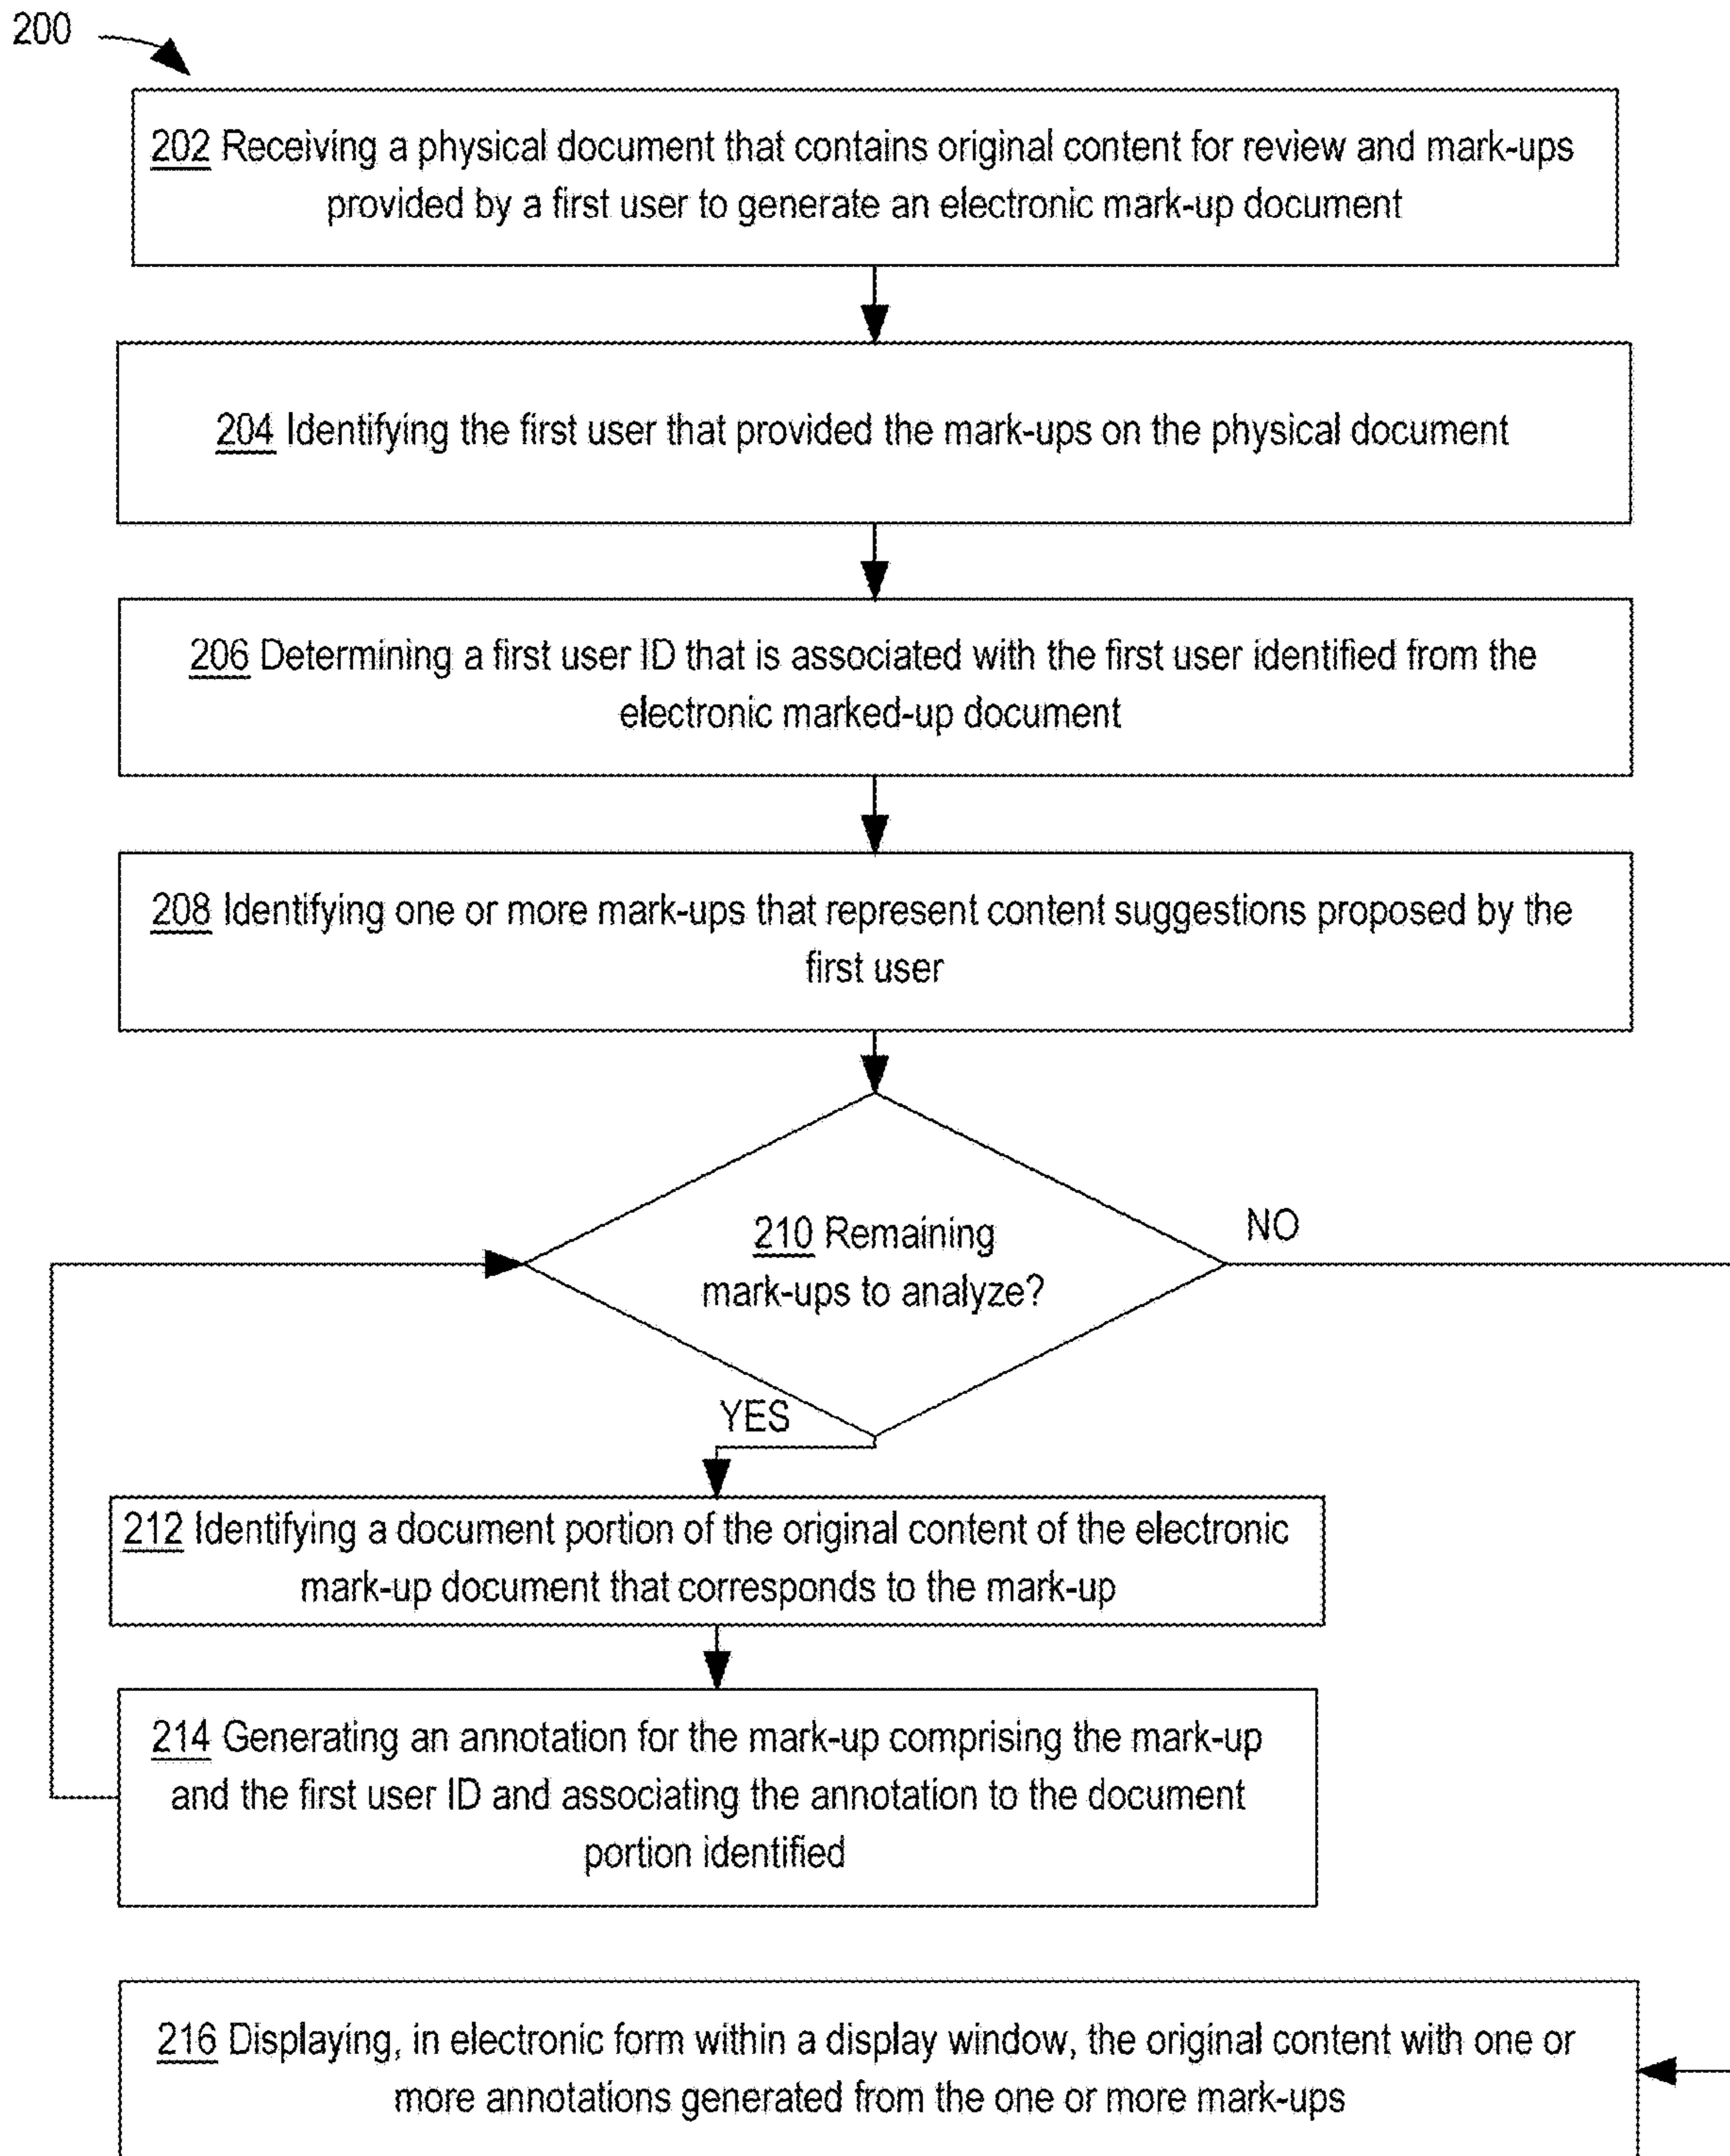 200
202 Receiving a physical document that contains original content for review and mark-ups
provided by a first user to generate an electronic mark-up document
204 Identifying the first user that provided the mark-ups on the physical document
206 Determining a first user ID that is associated with the first user identified from the
electronic marked-up document
208 Identifying one or more mark-ups that represent content suggestions proposed by the
first user
210 Remaining
mark-ups to analyze?
NO
YES
212 Identifying a document portion of the original content of the electronic
mark-up document that corresponds to the mark-up
214 Generating an annotation for the mark-up comprising the mark-up
and the first user ID and associating the annotation to the document
portion identified
216 Displaying, in electronic form within a display window, the original content with one or
more annotations generated from the one or more mark-ups